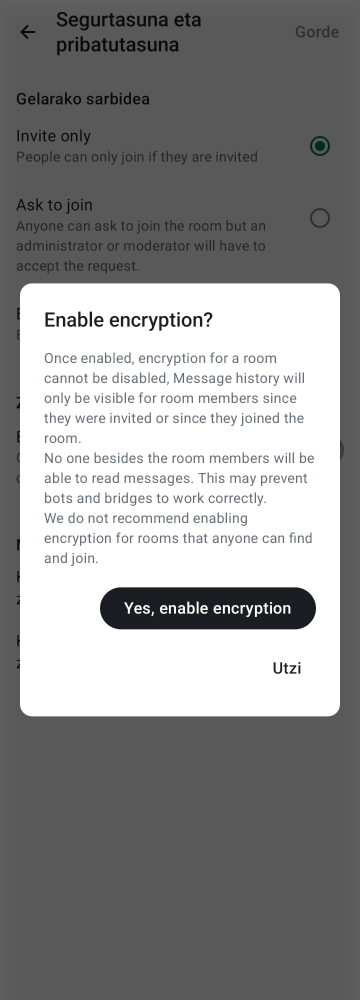 Segurtasuna eta
pribatutasuna
Gorde
Gelarako sarbidea
Invite only
People can only join if they are invited
Ask to join
Anyone can ask to join the room but an
administrator or moderator will have to
accept the request.
Enable encryption?
Once enabled, encryption for a room
cannot be disabled, Message history will
only be visible for room members since
they were invited or since they joined the
room.
No one besides the room members will be
able to read messages. This may prevent
bots and bridges to work correctly.
We do not recommend enabling
encryption for rooms that anyone can find
and join.
Yes, enable encryption
Utzi